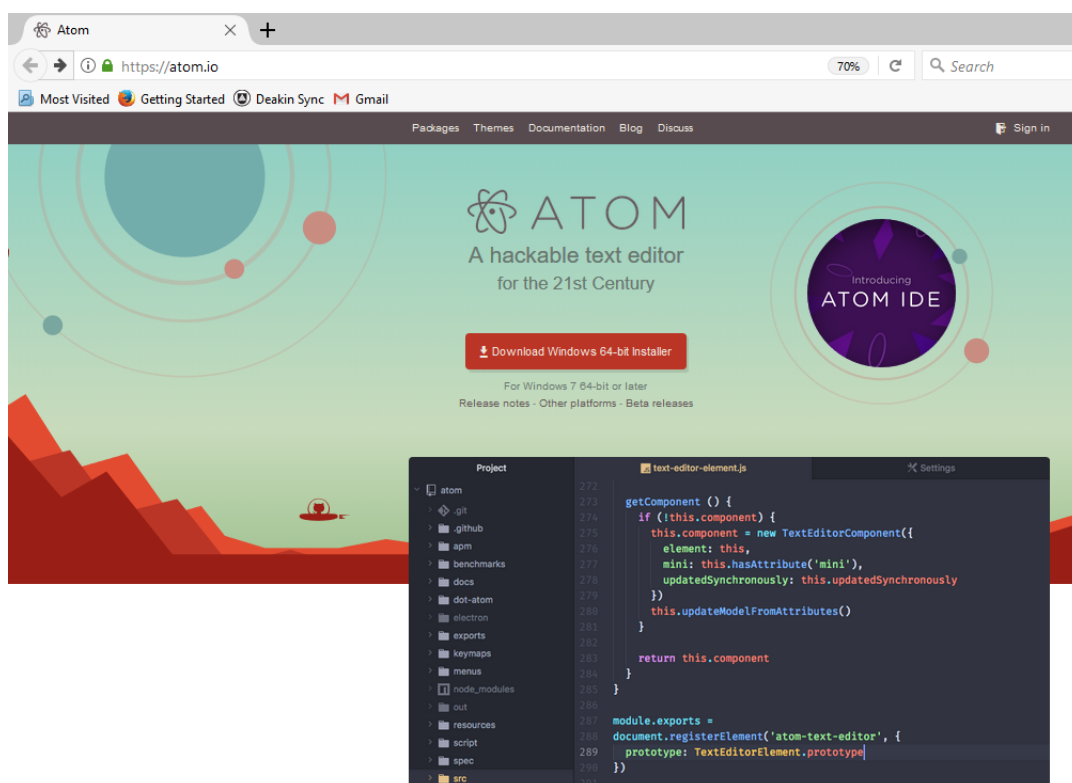 Atom
https://atom.io
70%
Search
Most Visited Getting Started Deakin Sync Gmail
Packages Themes Documentation Blog Discuss Sign in
ATOM
A hackable text editor
for the 21st Century
Introducing
ATOM IDE
Download Windows 64-bit Installer
For Windows 7 64-bit or later
Release notes - Other platforms - Beta releases
Project
atom
.git
.github
apm
benchmarks
docs
dot-atom
electron
exports
keymaps
menus
node_modules
out
resources
script
spec
src
text-editor-element.js Settings
272
273 getComponent () {
274 if (!this.component) {
275 this.component = new TextEditorComponent({
276 element: this,
277 mini: this.hasAttribute('mini'),
278 updatedSynchronously: this.updatedSynchronously
279 })
280 this.updateModelFromAttributes()
281 }
282
283 return this.component
284 }
285 }
286
287 module.exports =
288 document.registerElement('atom-text-editor', {
289 prototype: TextEditorElement.prototype
290 })